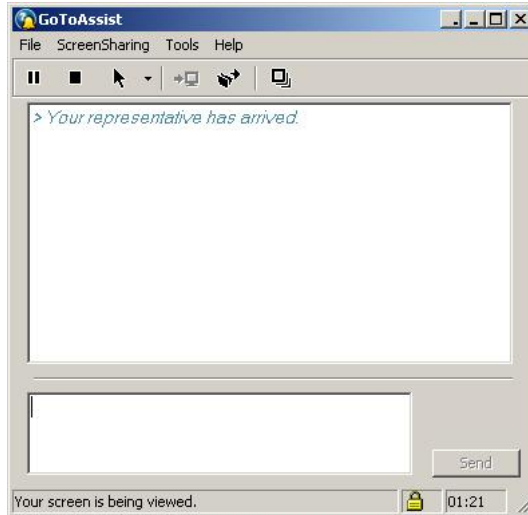 GoToAssist
File ScreenSharing Tools Help
> Your representative has arrived.
Send
Your screen is being viewed. 01:21